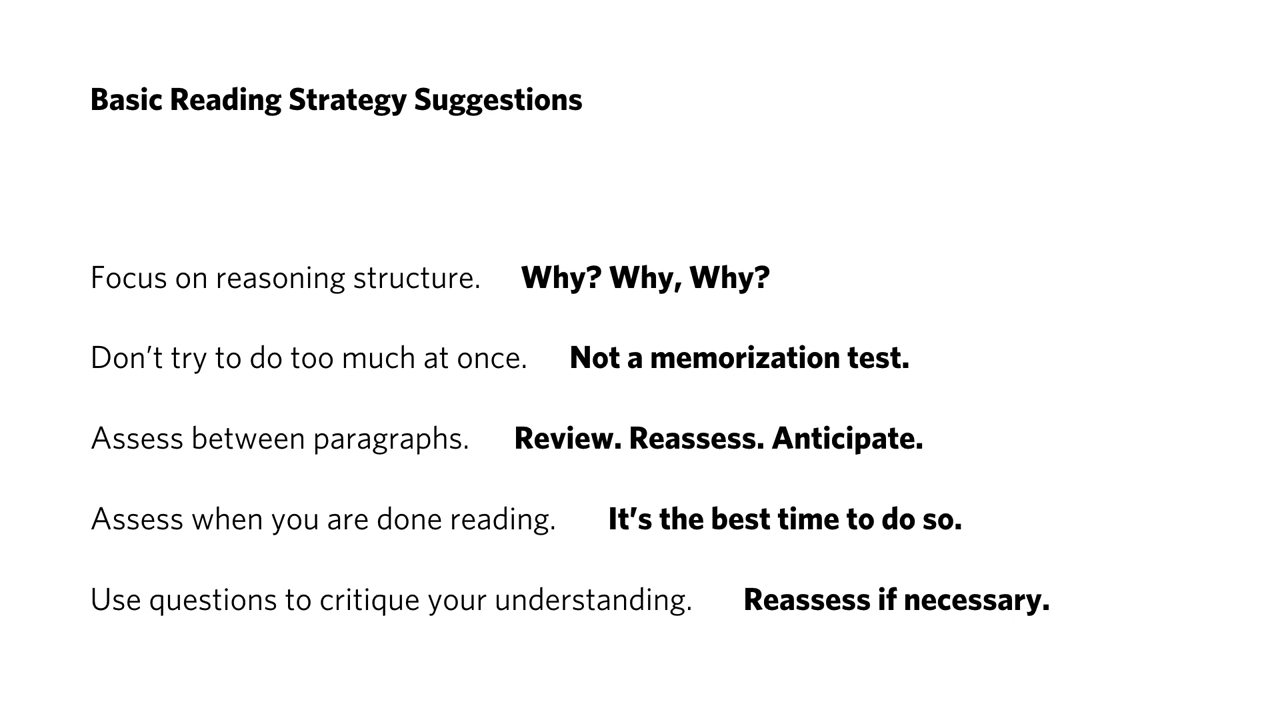 Basic Reading Strategy Suggestions
Focus on reasoning structure. Why? Why, Why?
Don’t try to do too much at once. Not a memorization test.
Assess between paragraphs. Review. Reassess. Anticipate.
Assess when you are done reading. It’s the best time to do so.
Use questions to critique your understanding. Reassess if necessary.